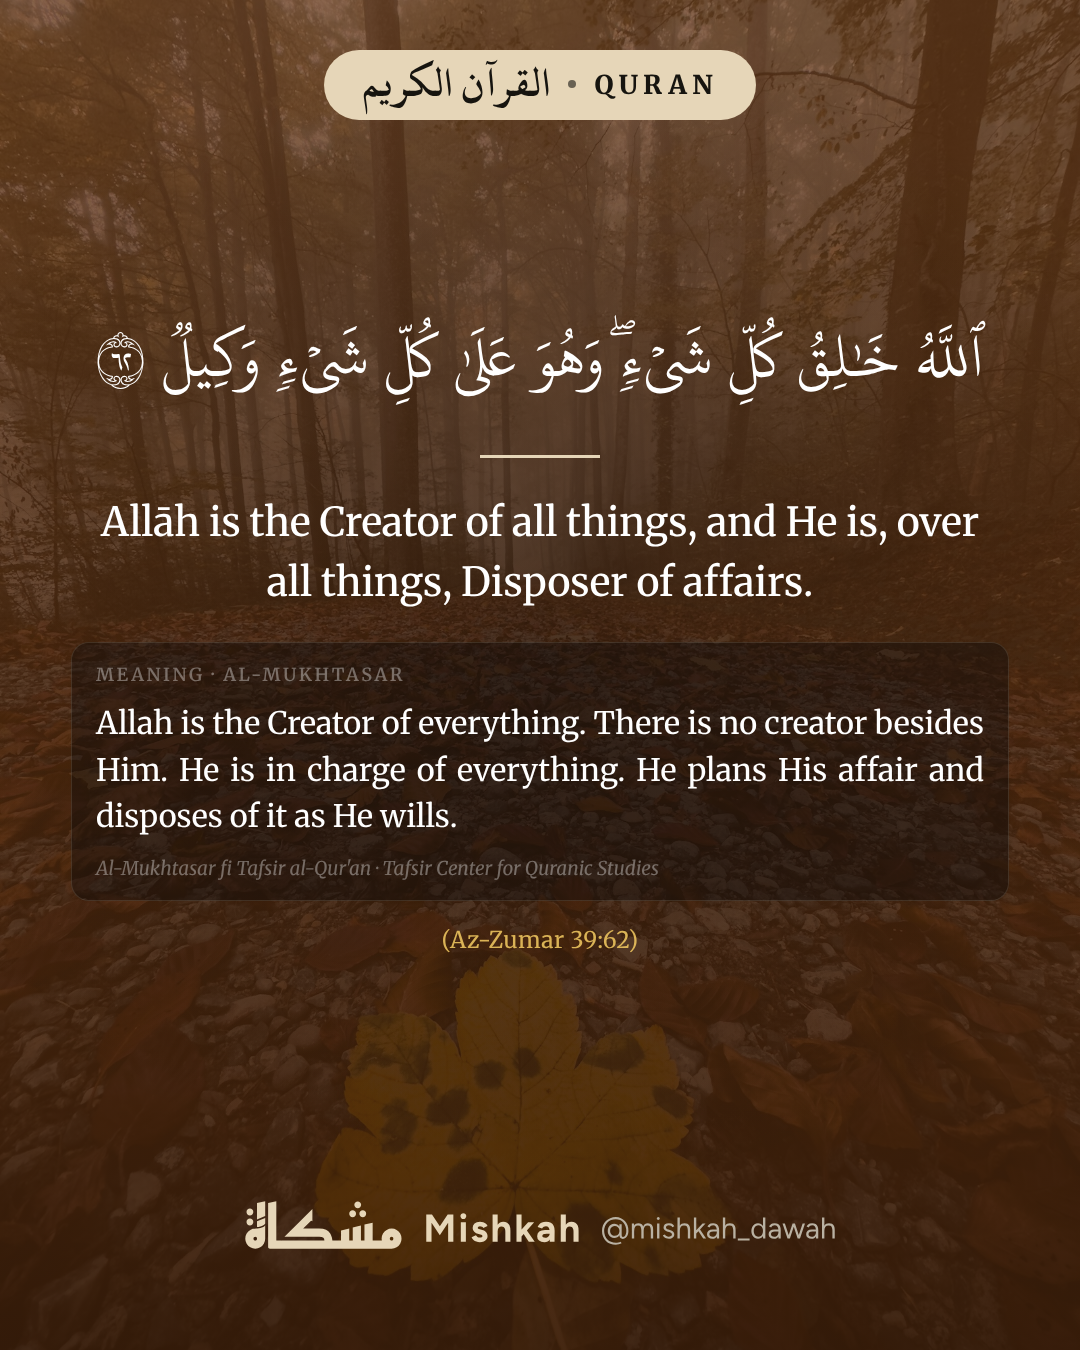 القرآن الكريم • QURAN
ٱللَّهُ خَـٰلِقُ كُلِّ شَىْءٍ ۖ وَهُوَ عَلَىٰ كُلِّ شَىْءٍ وَكِيلٌ ٦٢
Allāh is the Creator of all things, and He is, over
all things, Disposer of affairs.
MEANING · AL-MUKHTASAR
Allah is the Creator of everything. There is no creator besides
Him. He is in charge of everything. He plans His affair and
disposes of it as He wills.
Al-Mukhtasar fi Tafsir al-Qur'an · Tafsir Center for Quranic Studies
(Az-Zumar 39:62)
مشكاة Mishkah @mishkah_dawah